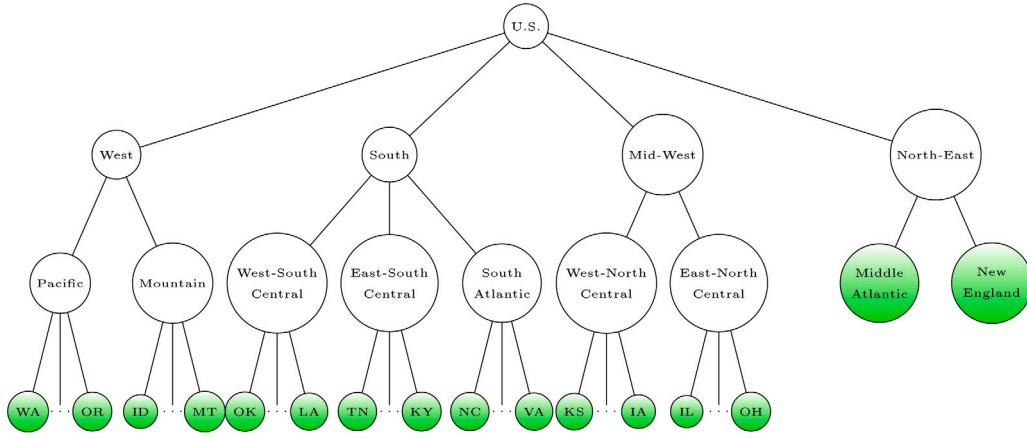 U.S.
West
South
Mid-West
North-East
Pacific
Mountain
West-South
Central
East-South
Central
South
Atlantic
West-North
Central
East-North
Central
Middle
Atlantic
New
England
WA ... OR
ID ... MT
OK ... LA
TN ... KY
NC ... VA
KS ... IA
IL ... OH